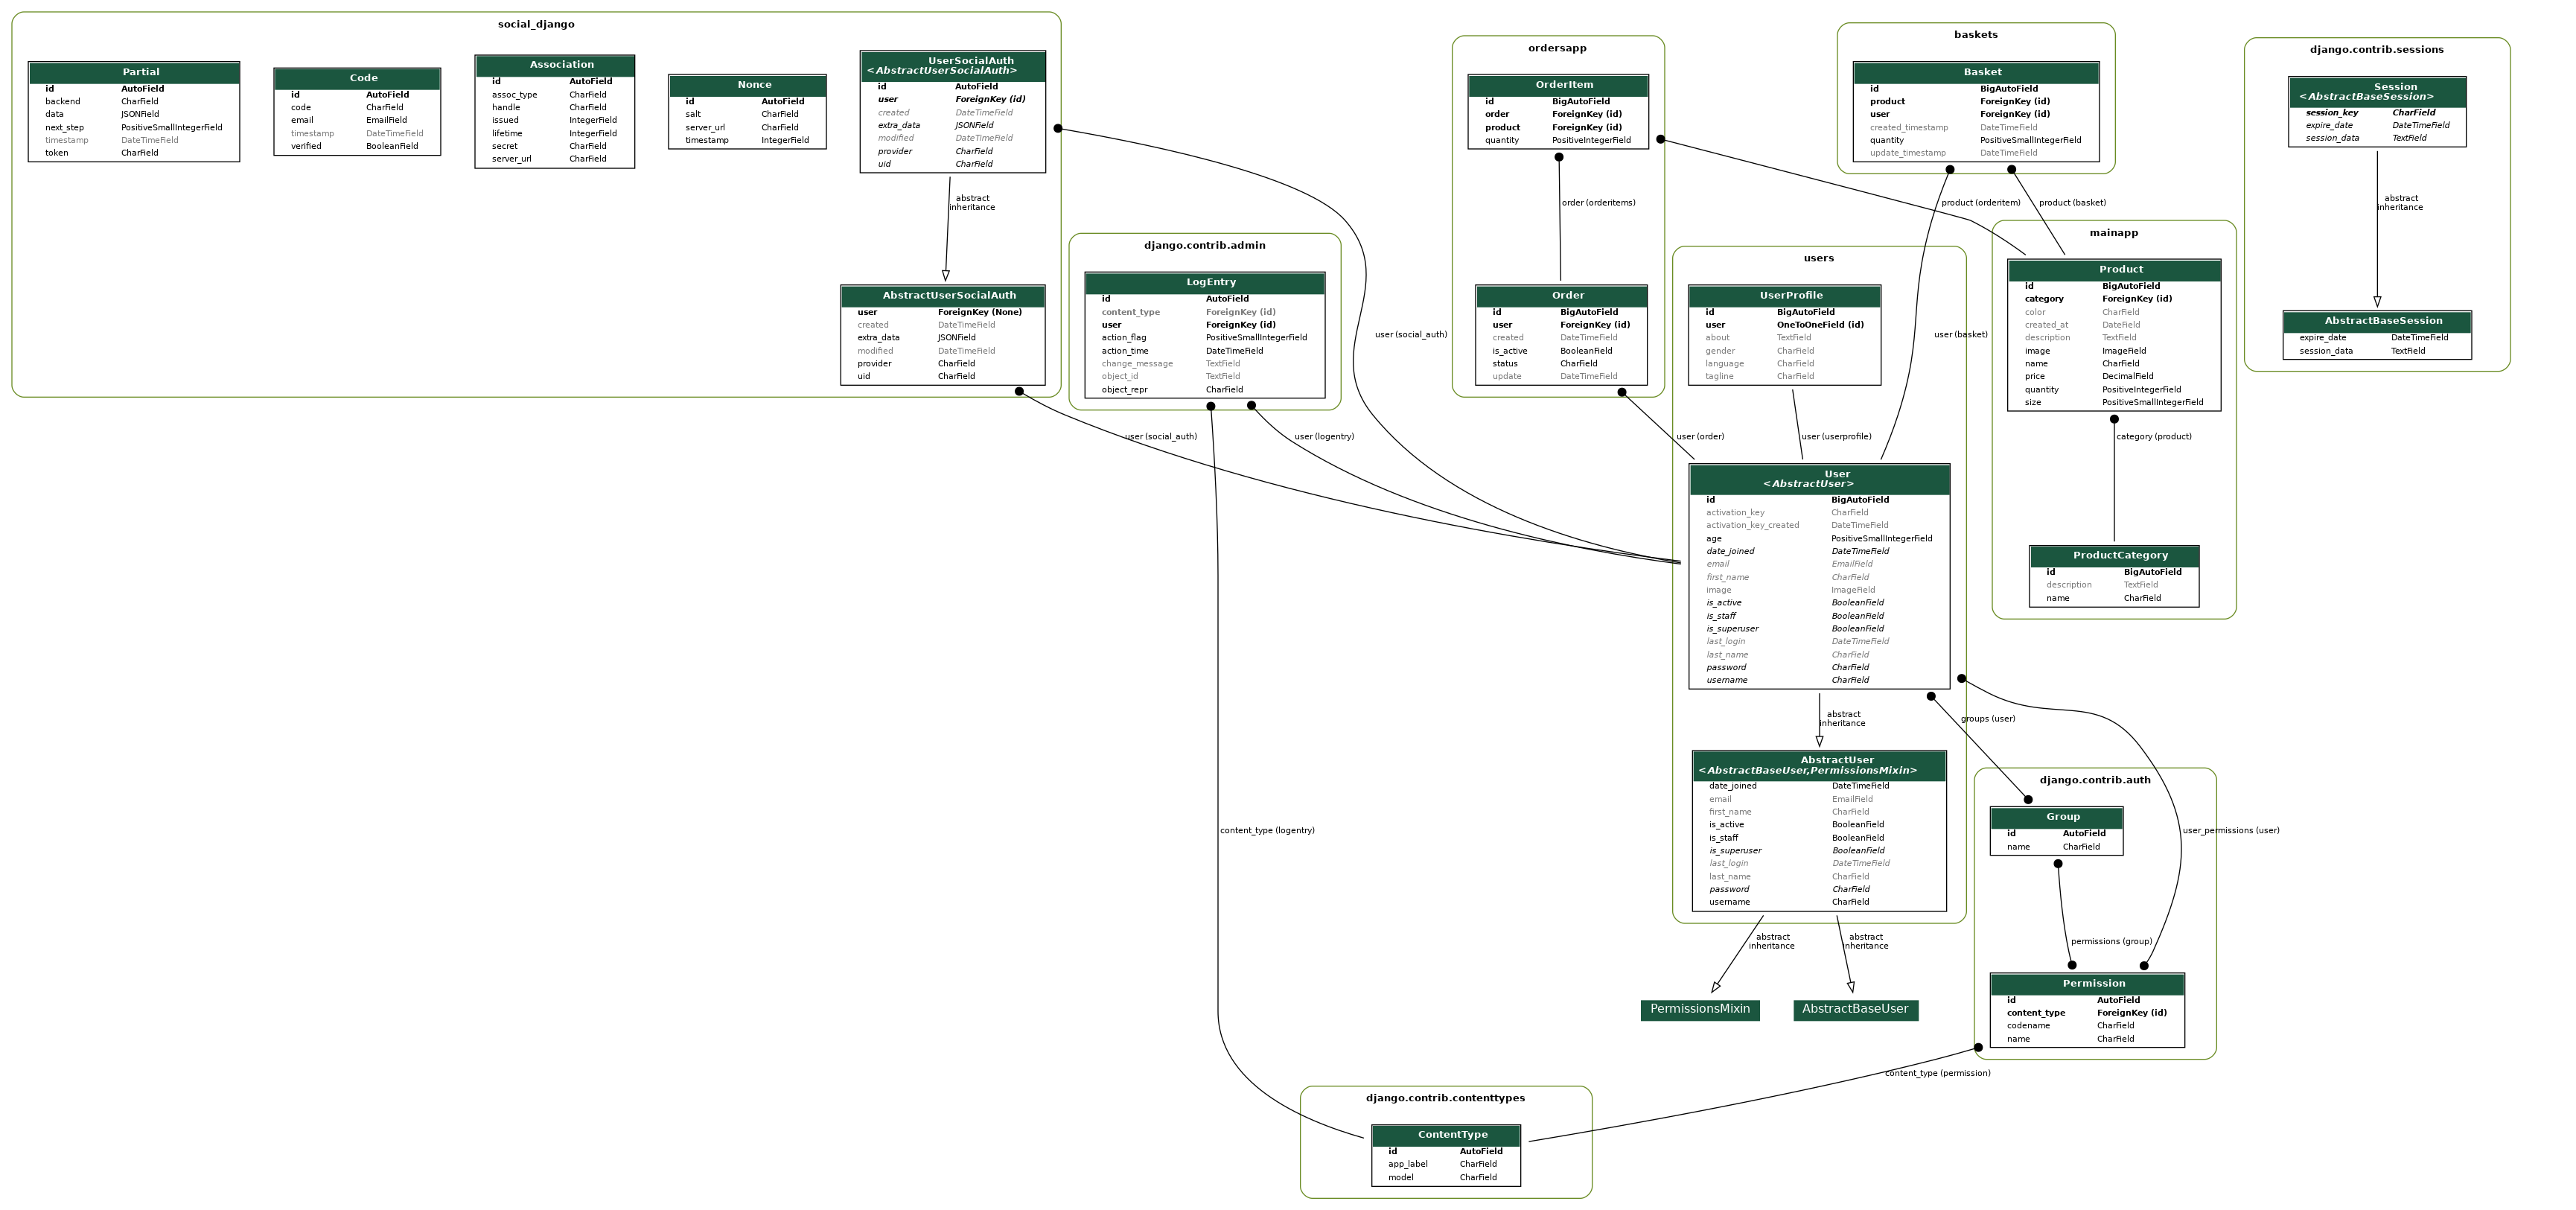 social_django
Partial
id AutoField
backend CharField
data JSONField
next_step PositiveSmallIntegerField
timestamp DateTimeField
token CharField
Code
id AutoField
code CharField
email EmailField
timestamp DateTimeField
verified BooleanField
Association
id AutoField
assoc_type CharField
handle CharField
issued IntegerField
lifetime IntegerField
secret CharField
server_url CharField
Nonce
id AutoField
salt CharField
server_url CharField
timestamp IntegerField
UserSocialAuth
<AbstractUserSocialAuth>
id AutoField
user ForeignKey (id)
created DateTimeField
extra_data JSONField
modified DateTimeField
provider CharField
uid CharField
abstract
inheritance
AbstractUserSocialAuth
user ForeignKey (None)
created DateTimeField
extra_data JSONField
modified DateTimeField
provider CharField
uid CharField
django.contrib.admin
LogEntry
id AutoField
content_type ForeignKey (id)
user ForeignKey (id)
action_flag PositiveSmallIntegerField
action_time DateTimeField
change_message TextField
object_id TextField
object_repr CharField
user (social_auth)
user (logentry)
user (social_auth)
ordersapp
OrderItem
id BigAutoField
order ForeignKey (id)
product ForeignKey (id)
quantity PositiveIntegerField
order (orderitems)
Order
id BigAutoField
user ForeignKey (id)
created DateTimeField
is_active BooleanField
status CharField
update DateTimeField
user (order)
baskets
Basket
id BigAutoField
product ForeignKey (id)
user ForeignKey (id)
created_timestamp DateTimeField
quantity PositiveSmallIntegerField
update_timestamp DateTimeField
product (orderitem)
product (basket)
user (basket)
users
UserProfile
id BigAutoField
user OneToOneField (id)
about TextField
gender CharField
language CharField
tagline CharField
user (userprofile)
mainapp
Product
id BigAutoField
category ForeignKey (id)
color CharField
created_at DateField
description TextField
image ImageField
name CharField
price DecimalField
quantity PositiveIntegerField
size PositiveSmallIntegerField
category (product)
ProductCategory
id BigAutoField
description TextField
name CharField
django.contrib.sessions
Session
<AbstractBaseSession>
session_key CharField
expire_date DateTimeField
session_data TextField
abstract
inheritance
AbstractBaseSession
expire_date DateTimeField
session_data TextField
User
<AbstractUser>
id BigAutoField
activation_key CharField
activation_key_created DateTimeField
age PositiveSmallIntegerField
date_joined DateTimeField
email EmailField
first_name CharField
image ImageField
is_active BooleanField
is_staff BooleanField
is_superuser BooleanField
last_login DateTimeField
last_name CharField
password CharField
username CharField
abstract
inheritance
groups (user)
AbstractUser
<AbstractBaseUser,PermissionsMixin>
date_joined DateTimeField
email EmailField
first_name CharField
is_active BooleanField
is_staff BooleanField
is_superuser BooleanField
last_login DateTimeField
last_name CharField
password CharField
username CharField
abstract
inheritance
abstract
inheritance
PermissionsMixin
AbstractBaseUser
django.contrib.auth
Group
id AutoField
name CharField
user_permissions (user)
permissions (group)
Permission
id AutoField
content_type ForeignKey (id)
codename CharField
name CharField
content_type (logentry)
content_type (permission)
django.contrib.contenttypes
ContentType
id AutoField
app_label CharField
model CharField